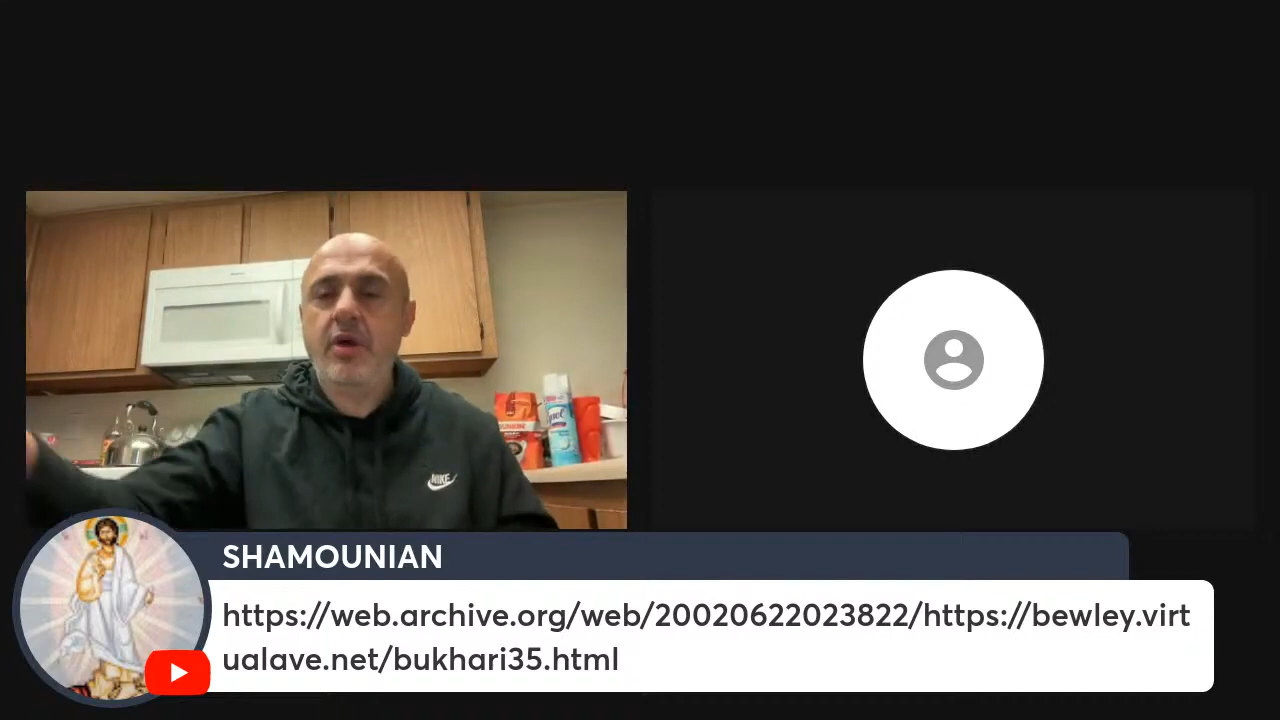 NIKE
SHAMOUNIAN
https://web.archive.org/web/20020622023822/https://bewley.virt
ualave.net/bukhari35.html